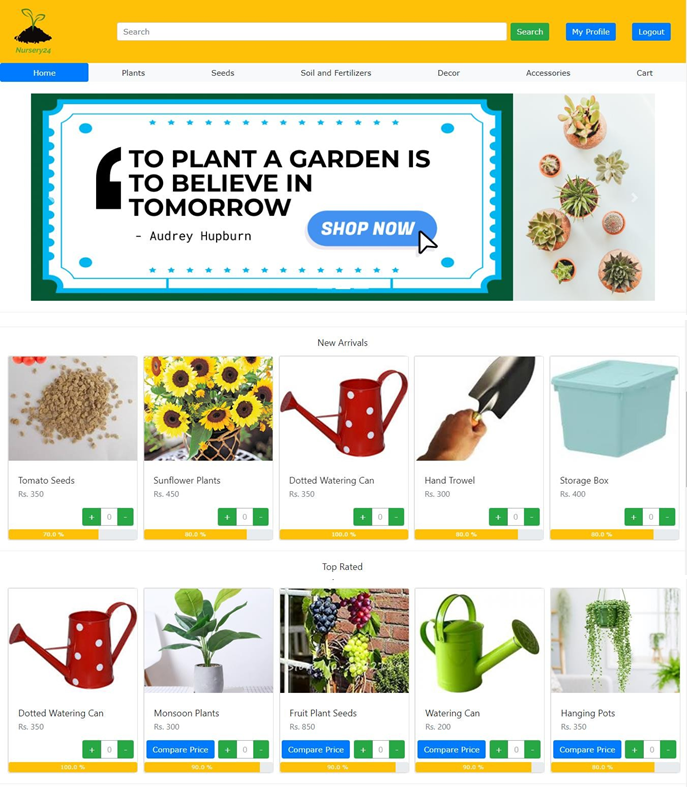 Nursery24
Search
Search
My Profile
Logout
Home
Plants
Seeds
Soil and Fertilizers
Decor
Accessories
Cart
TO PLANT A GARDEN IS
TO BELIEVE IN
TOMORROW
- Audrey Hupburn
SHOP NOW
New Arrivals
Tomato Seeds
Rs. 350
+ 0 -
70.0 %
Sunflower Plants
Rs. 450
+ 0 -
80.0 %
Dotted Watering Can
Rs. 350
+ 0 -
100.0 %
Hand Trowel
Rs. 300
+ 0 -
80.0 %
Storage Box
Rs. 400
+ 0 -
80.0 %
Top Rated
Dotted Watering Can
Rs. 350
+ 0 -
100.0 %
Monsoon Plants
Rs. 300
Compare Price + 0 -
90.0 %
Fruit Plant Seeds
Rs. 850
Compare Price + 0 -
90.0 %
Watering Can
Rs. 200
Compare Price + 0 -
90.0 %
Hanging Pots
Rs. 350
Compare Price + 0 -
80.0 %